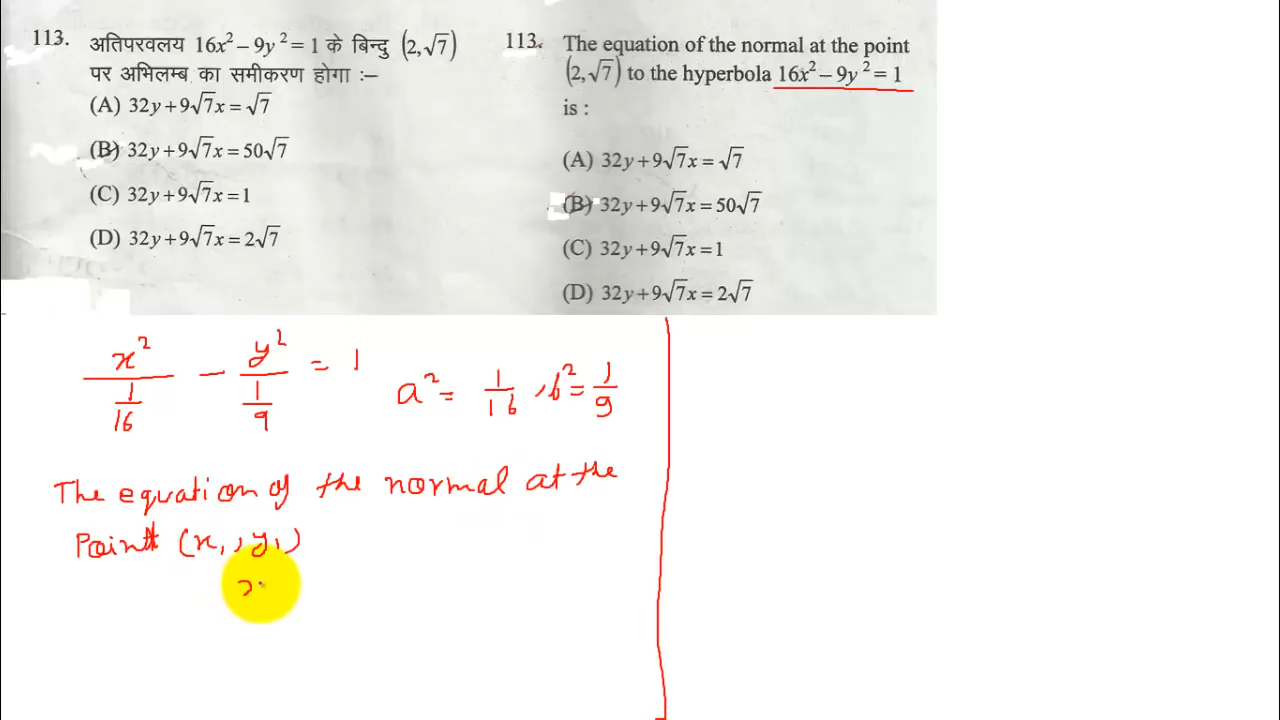 113. अतिपरवलय 16x² – 9y² = 1 के बिन्दु (2,√7)
पर अभिलम्ब का समीकरण होगा :–
(A) 32y + 9√7x = √7
(B) 32y + 9√7x = 50√7
(C) 32y + 9√7x = 1
(D) 32y + 9√7x = 2√7
113. The equation of the normal at the point
(2,√7) to the hyperbola 16x² – 9y² = 1
is :
(A) 32y + 9√7x = √7
(B) 32y + 9√7x = 50√7
(C) 32y + 9√7x = 1
(D) 32y + 9√7x = 2√7
x²/(1/16) – y²/(1/9) = 1
a² = 1/16, b² = 1/9
The equation of the normal at the
Point (x₁, y₁)